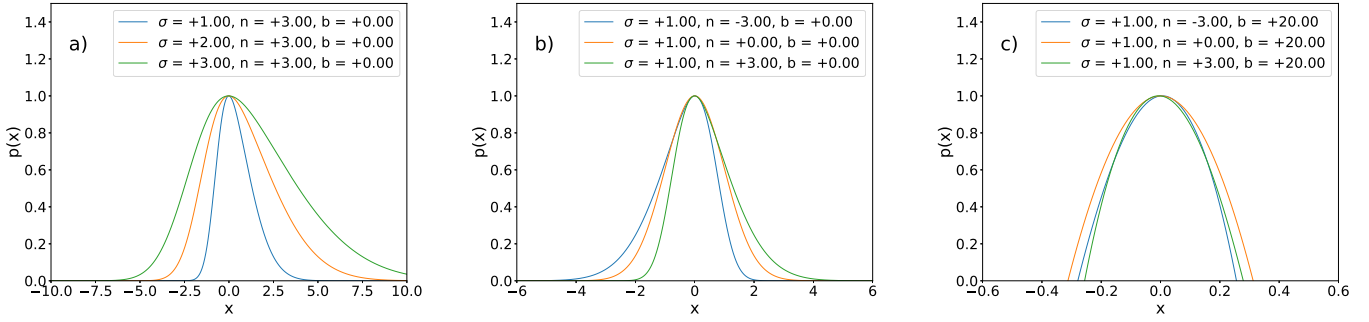 a)
σ = +1.00, n = +3.00, b = +0.00
σ = +2.00, n = +3.00, b = +0.00
σ = +3.00, n = +3.00, b = +0.00
p(x)
1.4
1.2
1.0
0.8
0.6
0.4
0.2
0.0
−10.0 −7.5 −5.0 −2.5 0.0 2.5 5.0 7.5 10.0
x
b)
σ = +1.00, n = -3.00, b = +0.00
σ = +1.00, n = +0.00, b = +0.00
σ = +1.00, n = +3.00, b = +0.00
p(x)
1.4
1.2
1.0
0.8
0.6
0.4
0.2
0.0
−6 −4 −2 0 2 4 6
x
c)
σ = +1.00, n = -3.00, b = +20.00
σ = +1.00, n = +0.00, b = +20.00
σ = +1.00, n = +3.00, b = +20.00
p(x)
1.4
1.2
1.0
0.8
0.6
0.4
0.2
0.0
−0.6 −0.4 −0.2 0.0 0.2 0.4 0.6
x